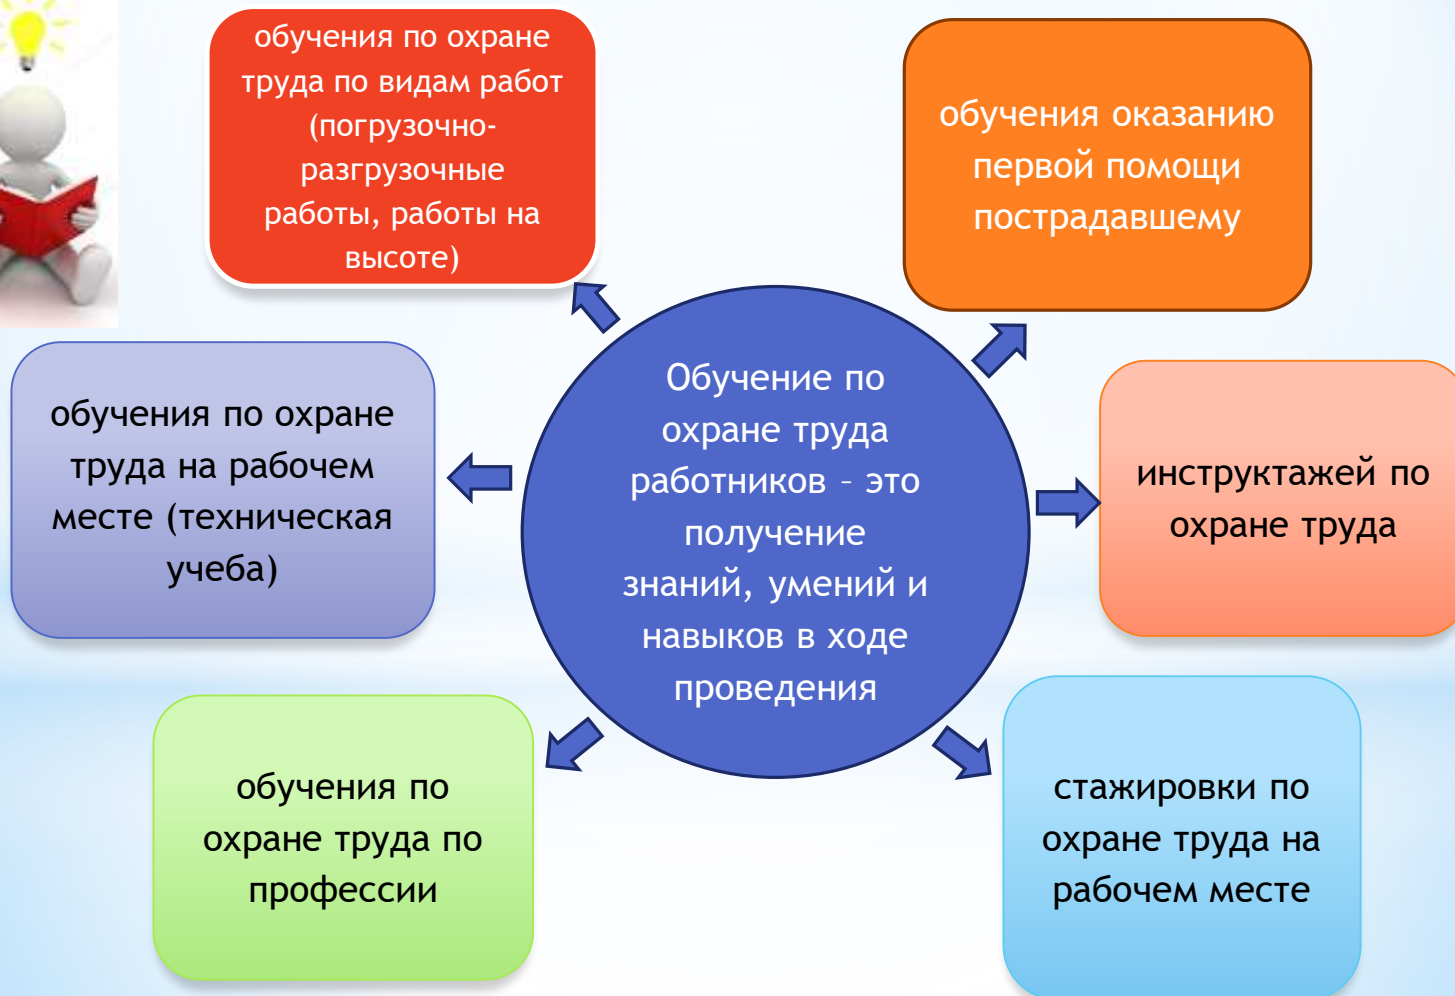 обучения по охране
труда по видам работ
(погрузочно-
разгрузочные
работы, работы на
высоте)
обучения оказанию
первой помощи
пострадавшему
обучения по охране
труда на рабочем
месте (техническая
учеба)
Обучение по
охране труда
работников – это
получение
знаний, умений и
навыков в ходе
проведения
инструктажей по
охране труда
обучения по
охране труда по
профессии
стажировки по
охране труда на
рабочем месте